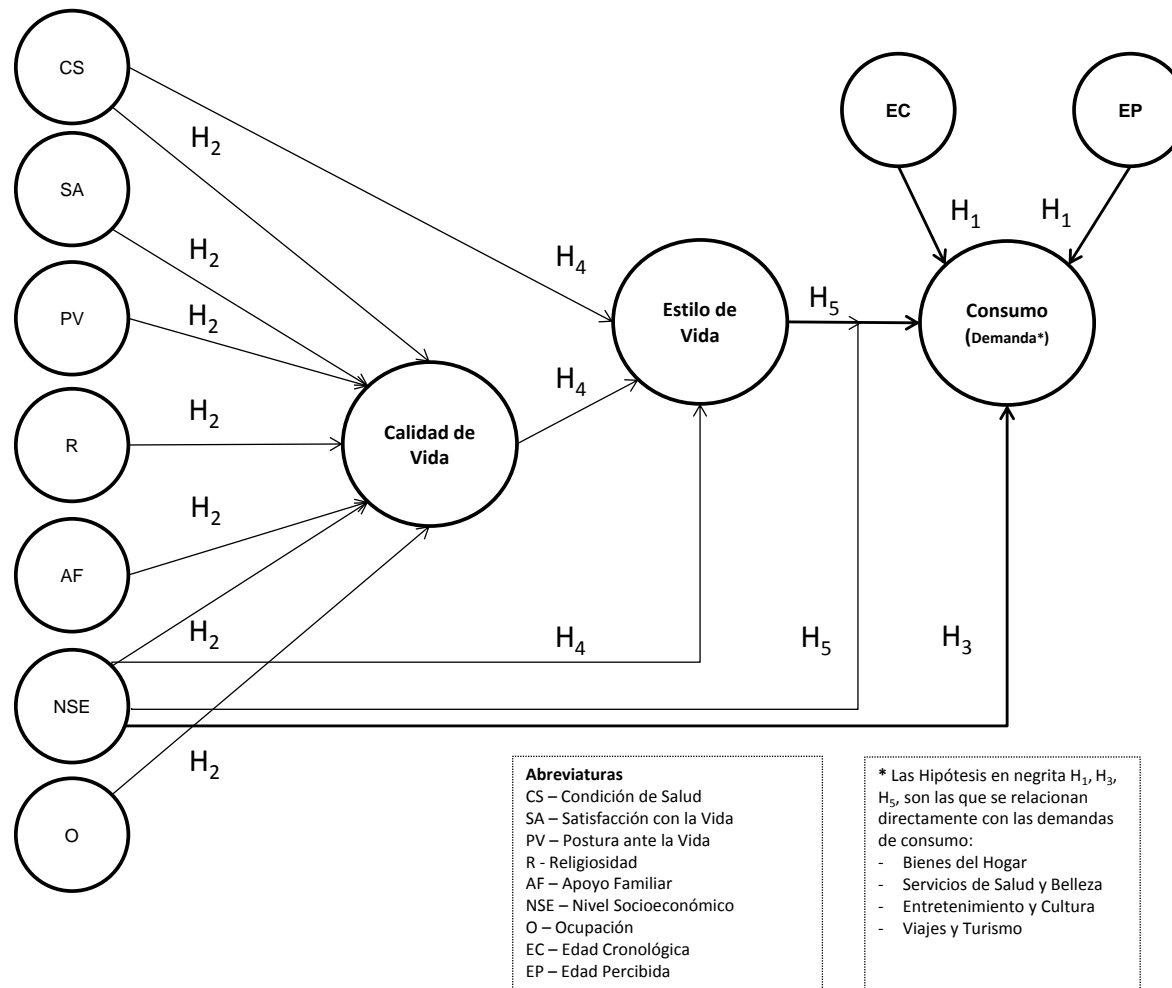 CS
SA
PV
R
AF
NSE
O
H2
H2
H2
H2
H2
H2
H2
Calidad de
Vida
H4
H4
H4
Estilo de
Vida
H5
H5
H3
EC
EP
H1
H1
Consumo
(Demanda*)
Abreviaturas
CS – Condición de Salud
SA – Satisfacción con la Vida
PV – Postura ante la Vida
R - Religiosidad
AF – Apoyo Familiar
NSE – Nivel Socioeconómico
O – Ocupación
EC – Edad Cronológica
EP – Edad Percibida
* Las Hipótesis en negrita H1, H3,
H5, son las que se relacionan
directamente con las demandas
de consumo:
- Bienes del Hogar
- Servicios de Salud y Belleza
- Entretenimiento y Cultura
- Viajes y Turismo